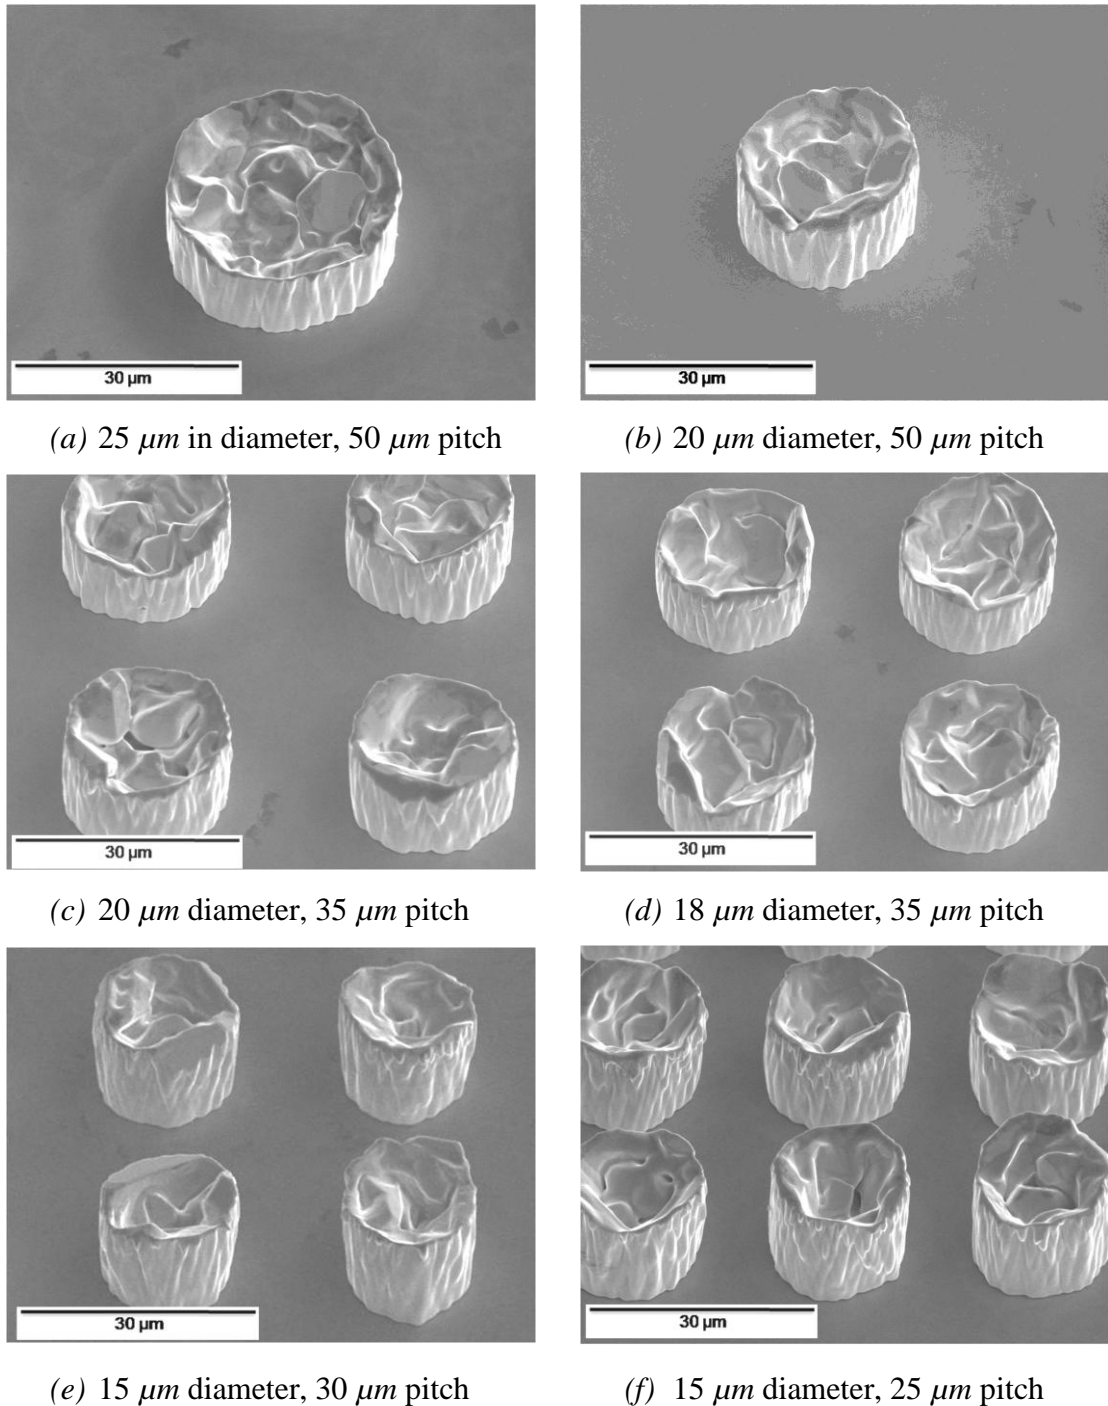 30 µm
30 µm
(a) 25 µm in diameter, 50 µm pitch
(b) 20 µm diameter, 50 µm pitch
30 µm
30 µm
(c) 20 µm diameter, 35 µm pitch
(d) 18 µm diameter, 35 µm pitch
30 µm
30 µm
(e) 15 µm diameter, 30 µm pitch
(f) 15 µm diameter, 25 µm pitch